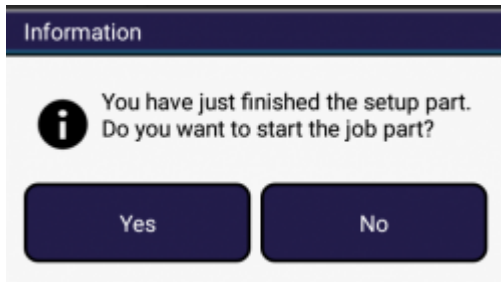 Information
You have just finished the setup part.
Do you want to start the job part?
Yes
No